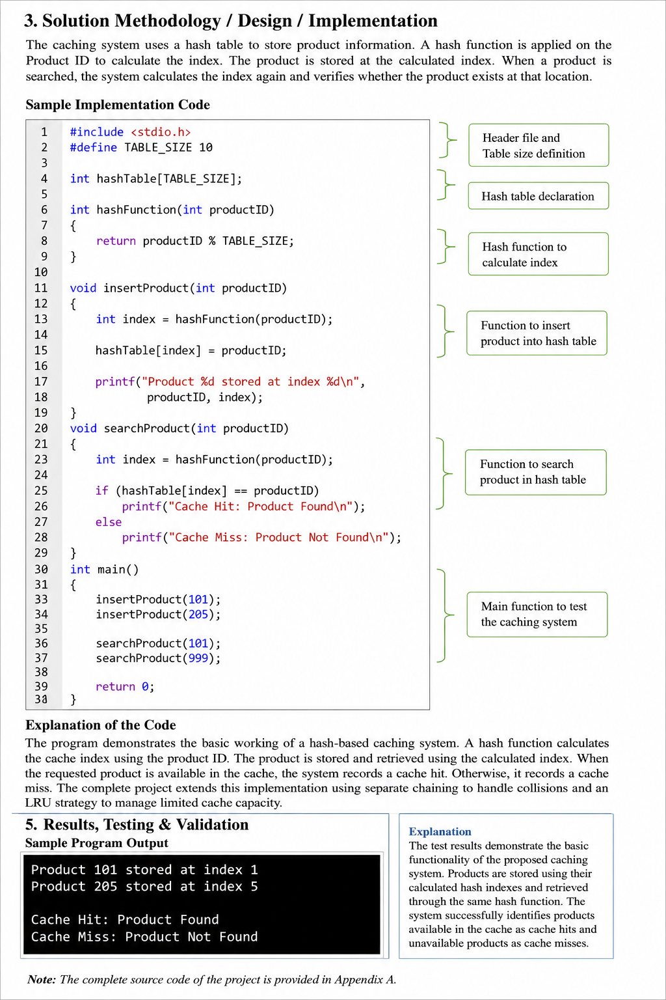 3. Solution Methodology / Design / Implementation
The caching system uses a hash table to store product information. A hash function is applied on the
Product ID to calculate the index. The product is stored at the calculated index. When a product is
searched, the system calculates the index again and verifies whether the product exists at that location.
Sample Implementation Code
1 #include <stdio.h>
2 #define TABLE_SIZE 10
3
4 int hashTable[TABLE_SIZE];
5
6 int hashFunction(int productID)
7 {
8 return productID % TABLE_SIZE;
9 }
10
11 void insertProduct(int productID)
12 {
13 int index = hashFunction(productID);
14
15 hashTable[index] = productID;
16
17 printf("Product %d stored at index %d\n",
18 productID, index);
19 }
20 void searchProduct(int productID)
21 {
23 int index = hashFunction(productID);
24
25 if (hashTable[index] == productID)
26 printf("Cache Hit: Product Found\n");
27 else
28 printf("Cache Miss: Product Not Found\n");
29 }
30 int main()
31 {
33 insertProduct(101);
34 insertProduct(205);
35
36 searchProduct(101);
37 searchProduct(999);
38
39 return 0;
}
Header file and
Table size definition
Hash table declaration
Hash function to
calculate index
Function to insert
product into hash table
Function to search
product in hash table
Main function to test
the caching system
Explanation of the Code
The program demonstrates the basic working of a hash-based caching system. A hash function calculates
the cache index using the product ID. The product is stored and retrieved using the calculated index. When
the requested product is available in the cache, the system records a cache hit. Otherwise, it records a cache
miss. The complete project extends this implementation using separate chaining to handle collisions and an
LRU strategy to manage limited cache capacity.
5. Results, Testing & Validation
Sample Program Output
Product 101 stored at index 1
Product 205 stored at index 5
Cache Hit: Product Found
Cache Miss: Product Not Found
Explanation
The test results demonstrate the basic
functionality of the proposed caching
system. Products are stored using their
calculated hash indexes and retrieved
through the same hash function. The
system successfully identifies products
available in the cache as cache hits and
unavailable products as cache misses.
Note: The complete source code of the project is provided in Appendix A.